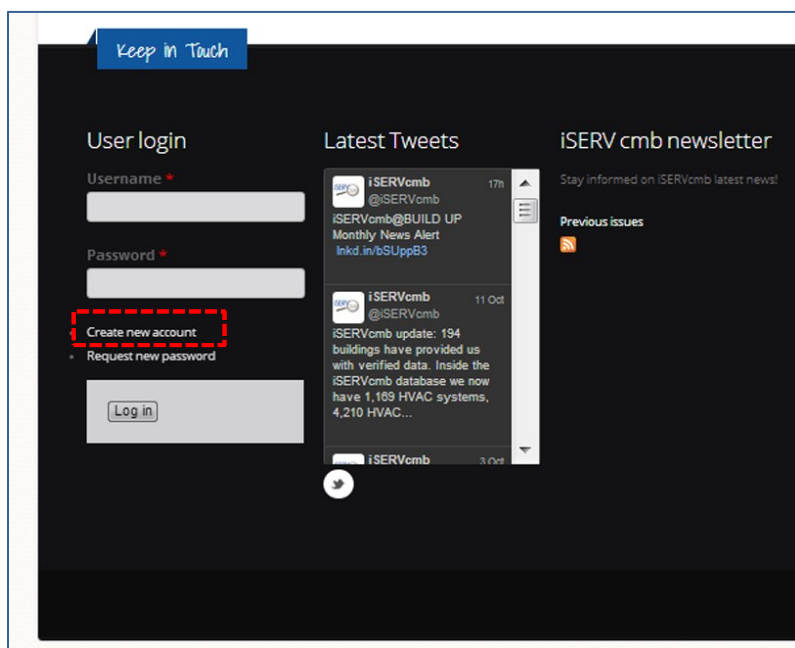 Keep in Touch
User login
Username *
Password *
Create new account
Request new password
Log in
Latest Tweets
iSERVcmb 17h
@iSERVcmb
iSERVcmb@BUILD UP
Monthly News Alert
lnkd.in/bSUppB3
iSERVcmb 11 Oct
@iSERVcmb
iSERVcmb update: 194
buildings have provided us
with verified data. Inside the
iSERVcmb database we now
have 1,169 HVAC systems,
4,210 HVAC...
iSERVcmb 3 Oct
iSERV cmb newsletter
Stay informed on iSERVcmb latest news!
Previous issues